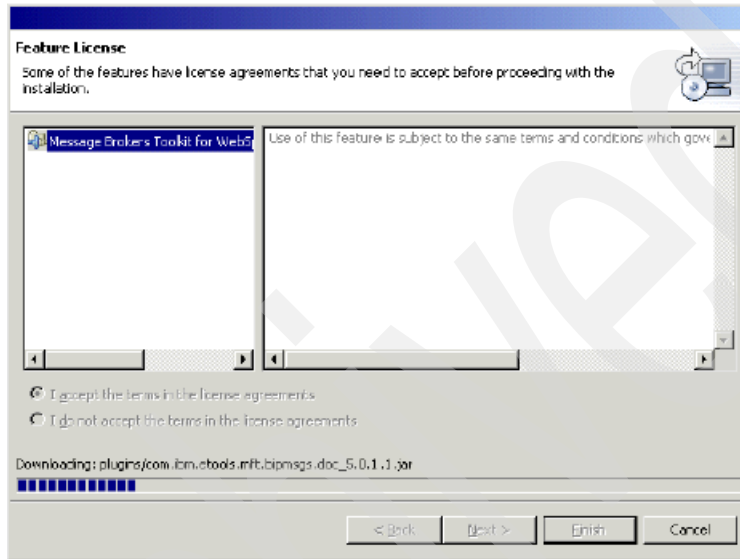 Feature License
Some of the features have license agreements that you need to accept before proceeding with the
installation.
Message Brokers Toolkit for WebSp
Use of this feature is subject to the same terms and conditions which gove
I accept the terms in the license agreements
I do not accept the terms in the license agreements
Downloading: plugins/com.ibm.etools.mft.bipmsgs.doc_5.0.1.1.jar
< Back Next > Finish Cancel